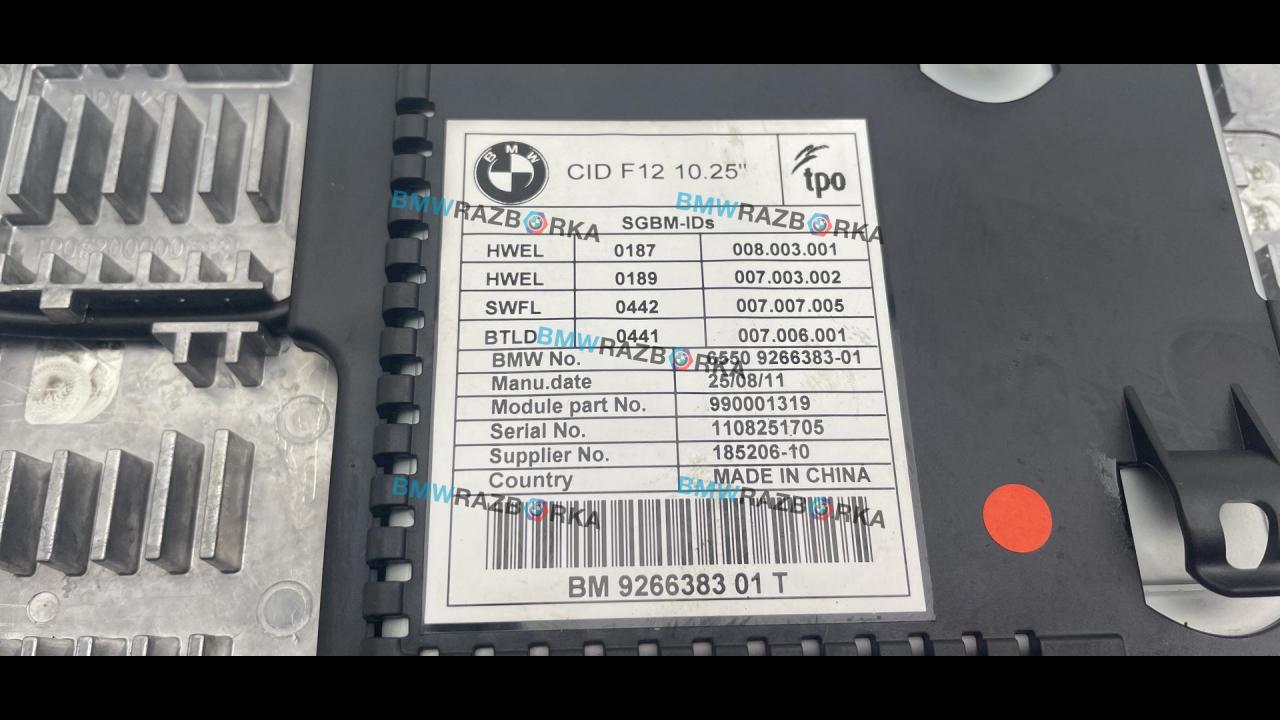 BMW
CID F12 10.25"
tpo
SGBM-IDs
HWEL 0187 008.003.001
HWEL 0189 007.003.002
SWFL 0442 007.007.005
BTLD 0441 007.006.001
BMW No. 6550 9266383-01
Manu.date 25/08/11
Module part No. 990001319
Serial No. 1108251705
Supplier No. 185206-10
Country MADE IN CHINA
BM 9266383 01 T
BMWRAZBORKA
BMWRAZBORKA
BMWRAZBORKA
BMWRAZBORKA
BMWRAZBORKA